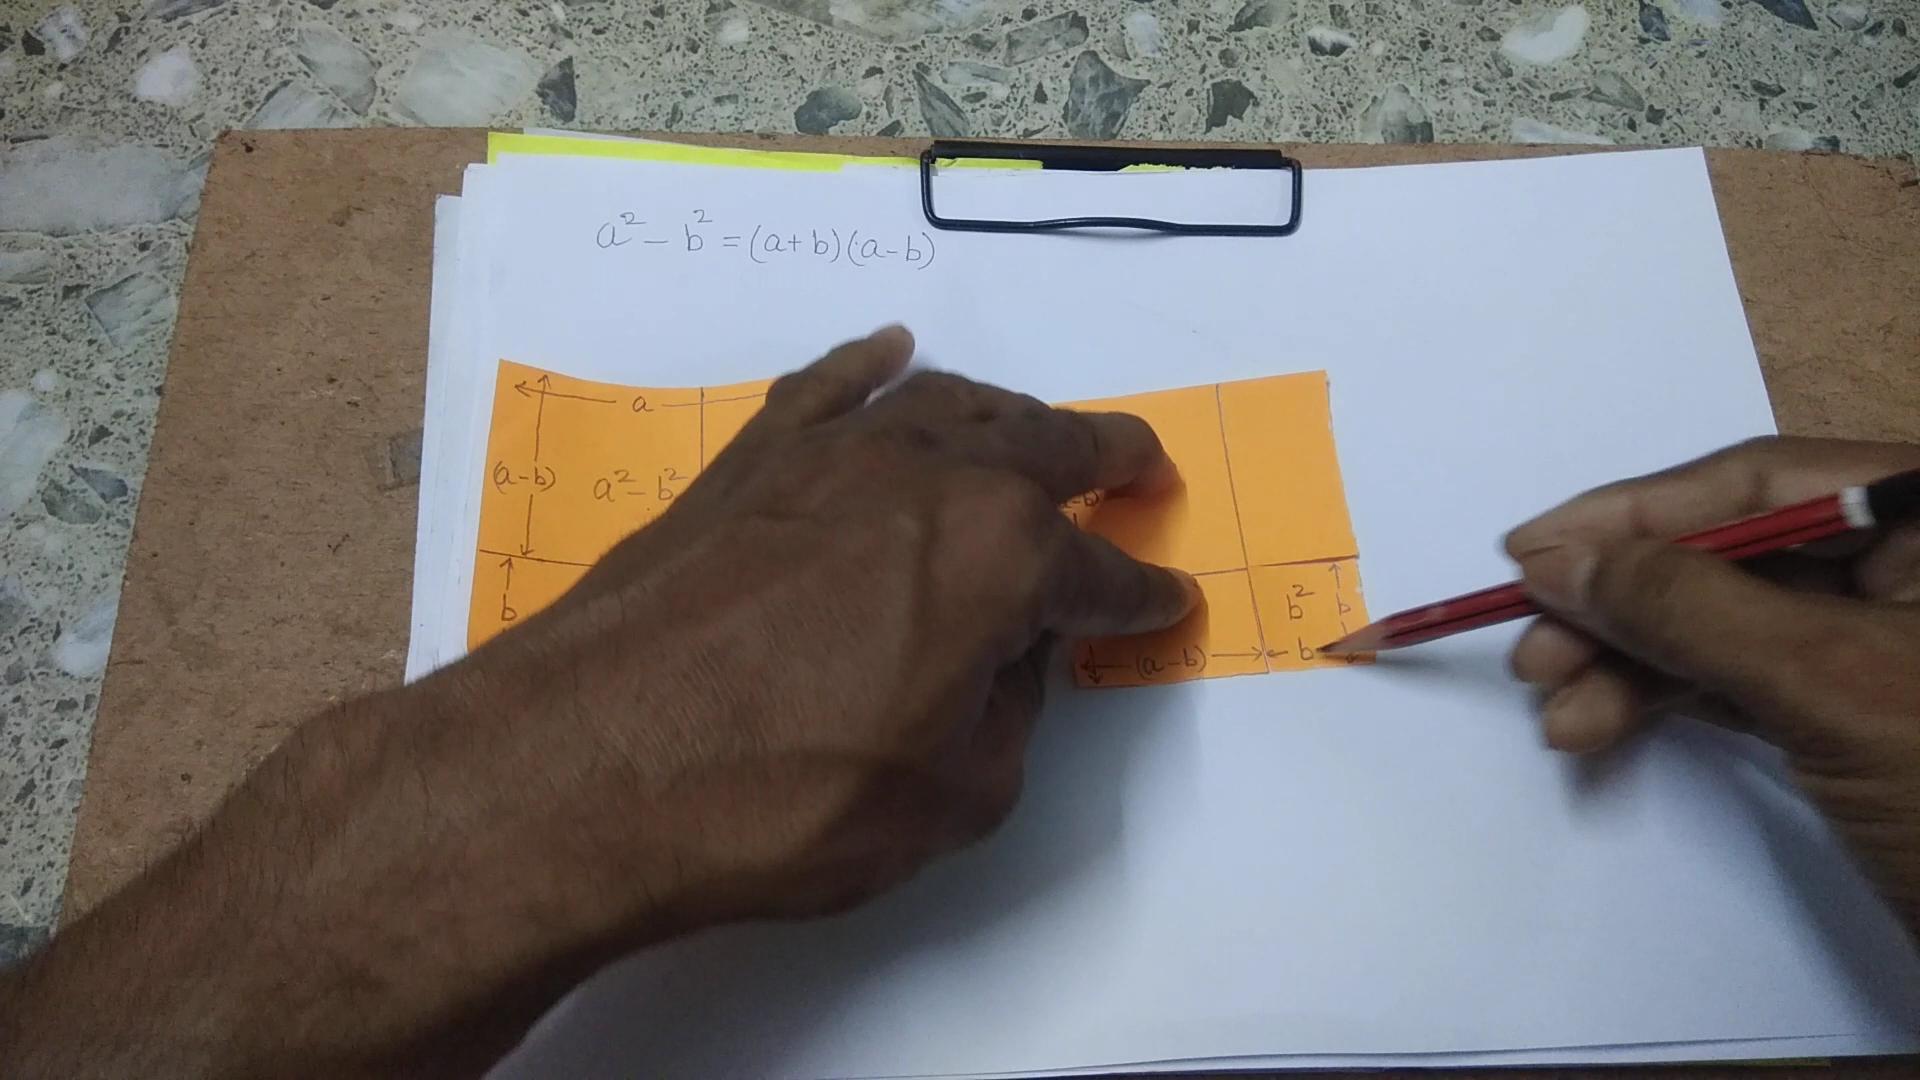 a² - b² = (a+b)(a-b)
a
(a-b)
a² - b²
b
b²
b
(a-b)
b